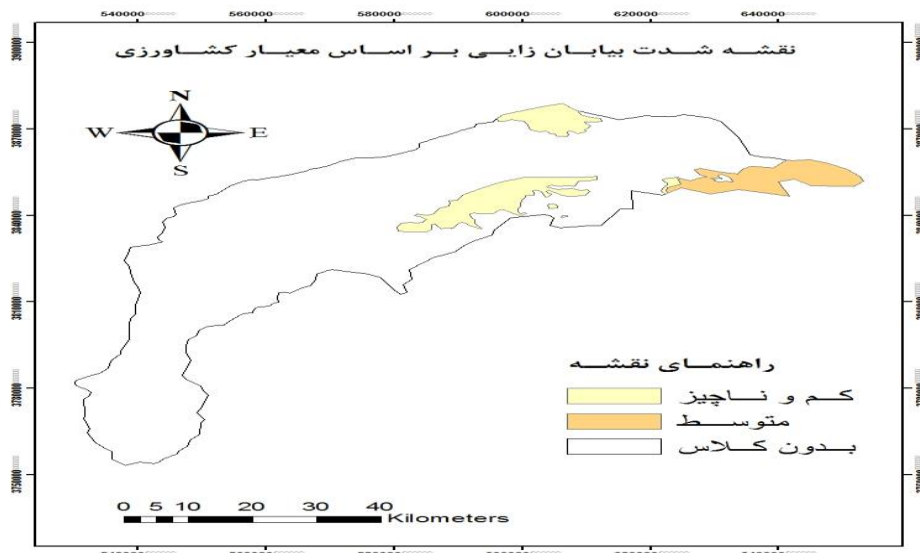 540000 560000 580000 600000 620000 640000
نقشه شدت بیابان زایی بر اساس معیار کشاورزی
N
W E
S
راهنمای نقشه
کم و ناچیز
متوسط
بدون کلاس
0 5 10 20 30 40
Kilometers